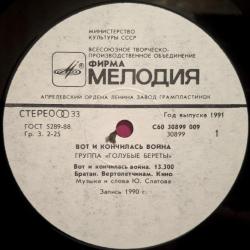 МИНИСТЕРСТВО
КУЛЬТУРЫ СССР
ВСЕСОЮЗНОЕ ТВОРЧЕСКО-
ПРОИЗВОДСТВЕННОЕ ОБЪЕДИНЕНИЕ
ФИРМА
МЕЛОДИЯ
АПРЕЛЕВСКИЙ ОРДЕНА ЛЕНИНА ЗАВОД ГРАМПЛАСТИНОК
СТЕРЕО 33
Год выпуска 1991
ГОСТ 5289-88
С60 30899 009
Гр. 3. 2-25
30899
1
ВОТ И КОНЧИЛАСЬ ВОЙНА
ГРУППА «ГОЛУБЫЕ БЕРЕТЫ»
Вот и кончилась война. 13.300
Братан. Вертолетчикам. Кино
Музыка и слова Ю. Слатова
Запись 1990 г.